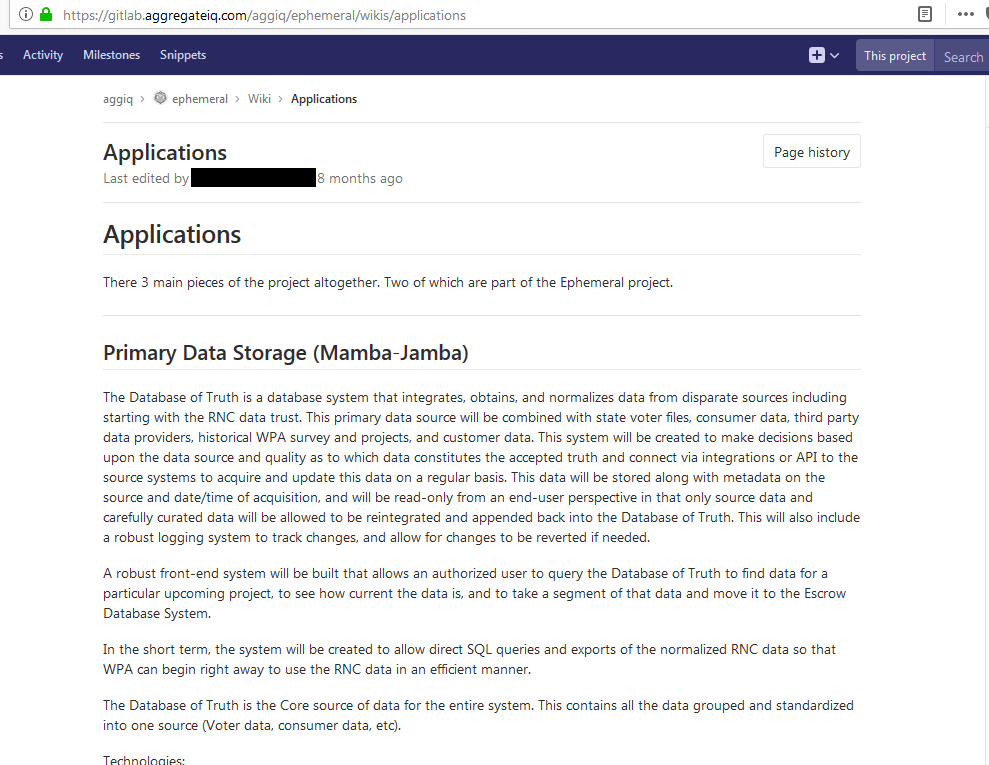 https://gitlab.aggregateiq.com/aggiq/ephemeral/wikis/applications
s Activity Milestones Snippets This project Search
aggiq › ephemeral › Wiki › Applications
Applications
Page history
Last edited by 8 months ago
Applications
There 3 main pieces of the project altogether. Two of which are part of the Ephemeral project.
Primary Data Storage (Mamba-Jamba)
The Database of Truth is a database system that integrates, obtains, and normalizes data from disparate sources including
starting with the RNC data trust. This primary data source will be combined with state voter files, consumer data, third party
data providers, historical WPA survey and projects, and customer data. This system will be created to make decisions based
upon the data source and quality as to which data constitutes the accepted truth and connect via integrations or API to the
source systems to acquire and update this data on a regular basis. This data will be stored along with metadata on the
source and date/time of acquisition, and will be read-only from an end-user perspective in that only source data and
carefully curated data will be allowed to be reintegrated and appended back into the Database of Truth. This will also include
a robust logging system to track changes, and allow for changes to be reverted if needed.
A robust front-end system will be built that allows an authorized user to query the Database of Truth to find data for a
particular upcoming project, to see how current the data is, and to take a segment of that data and move it to the Escrow
Database System.
In the short term, the system will be created to allow direct SQL queries and exports of the normalized RNC data so that
WPA can begin right away to use the RNC data in an efficient manner.
The Database of Truth is the Core source of data for the entire system. This contains all the data grouped and standardized
into one source (Voter data, consumer data, etc).
Technologies: